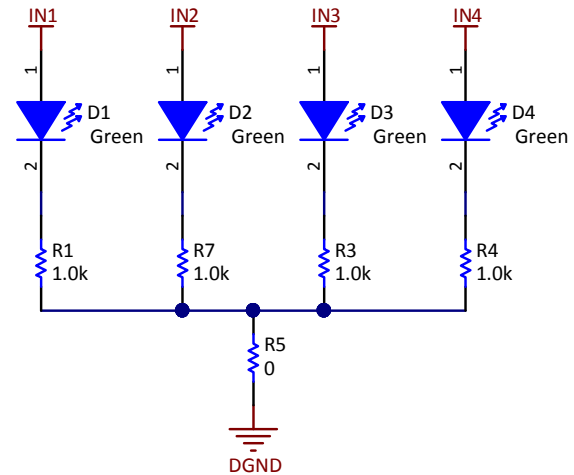 IN1 IN2 IN3 IN4
1 1 1 1
D1 D2 D3 D4
Green Green Green Green
2 2 2 2
R1 R7 R3 R4
1.0k 1.0k 1.0k 1.0k
R5
0
DGND